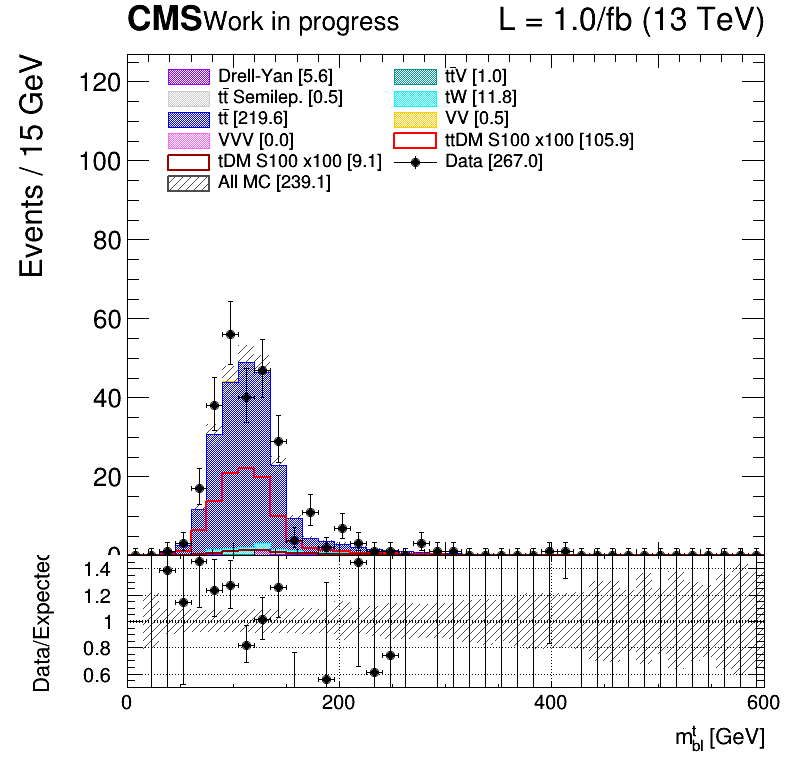 CMS Work in progress L = 1.0/fb (13 TeV)
Events / 15 GeV
120
100
80
60
40
20
0
Drell-Yan [5.6]
tt̄V [1.0]
tt̄ Semilep. [0.5]
tW [11.8]
tt̄ [219.6]
VV [0.5]
VVV [0.0]
ttDM S100 x100 [105.9]
tDM S100 x100 [9.1]
Data [267.0]
All MC [239.1]
Data/Expected
1.4
1.2
1
0.8
0.6
0 200 400 600
m^t_bl [GeV]